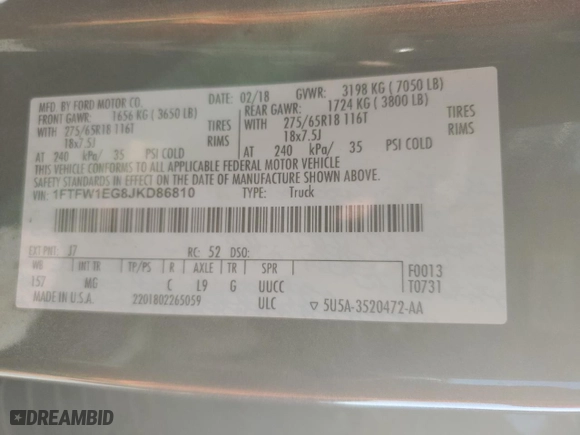 MFD. BY FORD MOTOR CO.
DATE: 02/18
GVWR: 3198 KG ( 7050 LB)
FRONT GAWR: 1656 KG ( 3650 LB)
REAR GAWR: 1724 KG ( 3800 LB)
WITH 275/65R18 116T TIRES
275/65R18 116T TIRES
18x7.5J RIMS
18x7.5J RIMS
AT 240 kPa/ 35 PSI COLD
AT 240 kPa/ 35 PSI COLD
THIS VEHICLE CONFORMS TO ALL APPLICABLE FEDERAL MOTOR VEHICLE
SAFETY STANDARDS IN EFFECT ON THE DATE OF MANUFACTURE SHOWN ABOVE.
VIN: 1FTFW1EG8JKD86810
TYPE: Truck
EXT PNT: J7
RC: 52 DSO:
WB INT TR TP/PS R AXLE TR SPR
F0013
157 MG C L9 G UUCC
T0731
MADE IN U.S.A.
2201802265059
ULC
▽ 5U5A-3520472-AA
DREAMBID